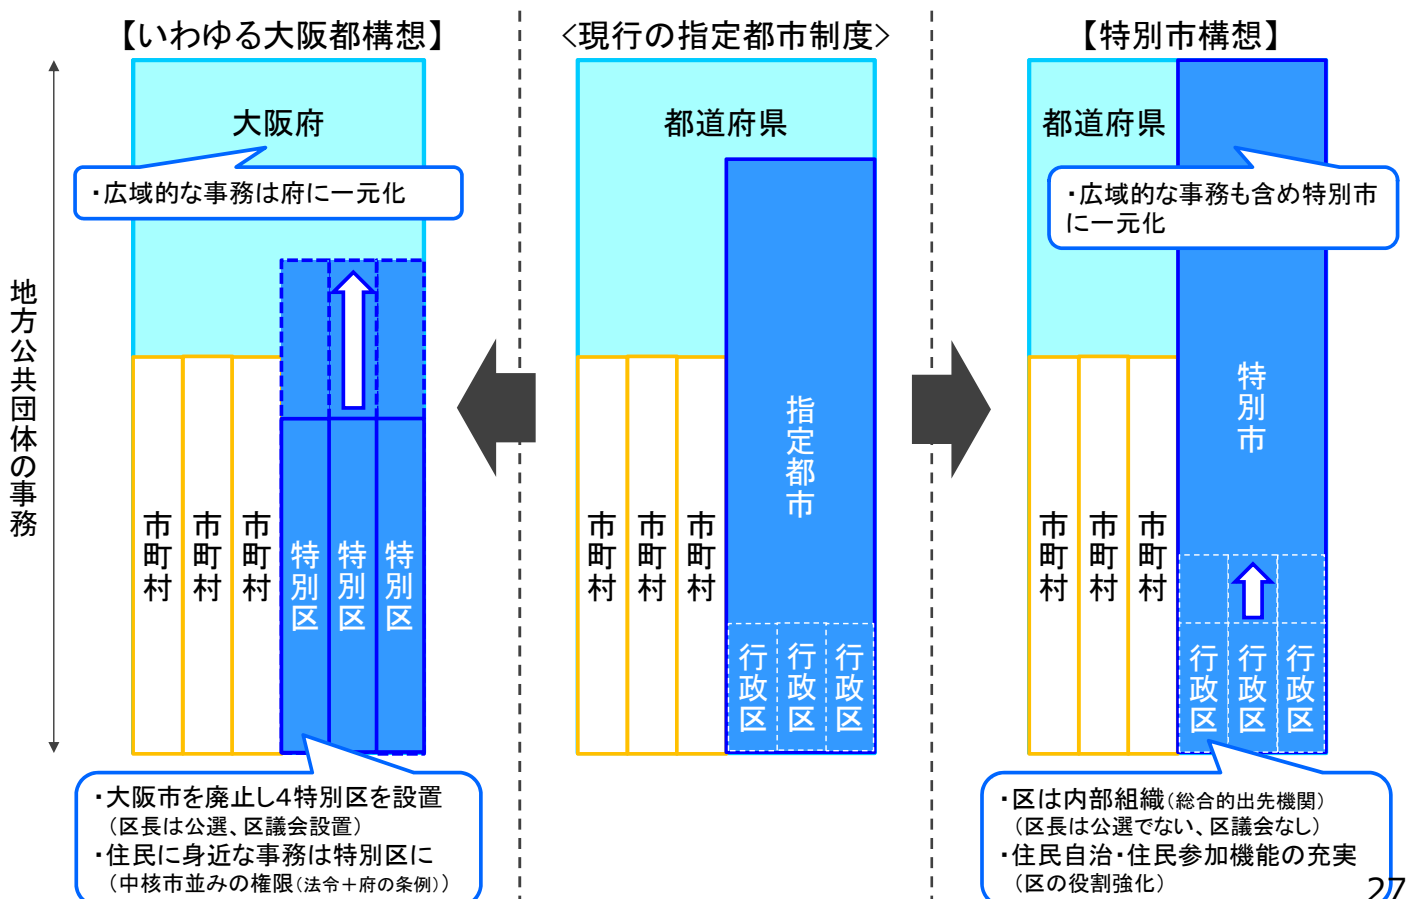 【いわゆる大阪都構想】
<現行の指定都市制度>
【特別市構想】
地方公共団体の事務
大阪府
・広域的な事務は府に一元化
市町村
市町村
市町村
特別区
特別区
特別区
・大阪市を廃止し4特別区を設置
(区長は公選、区議会設置)
・住民に身近な事務は特別区に
(中核市並みの権限(法令+府の条例))
都道府県
指定都市
市町村
市町村
市町村
行政区
行政区
行政区
都道府県
・広域的な事務も含め特別市
に一元化
特別市
市町村
市町村
市町村
行政区
行政区
行政区
・区は内部組織(総合的出先機関)
(区長は公選でない、区議会なし)
・住民自治・住民参加機能の充実
(区の役割強化)
27